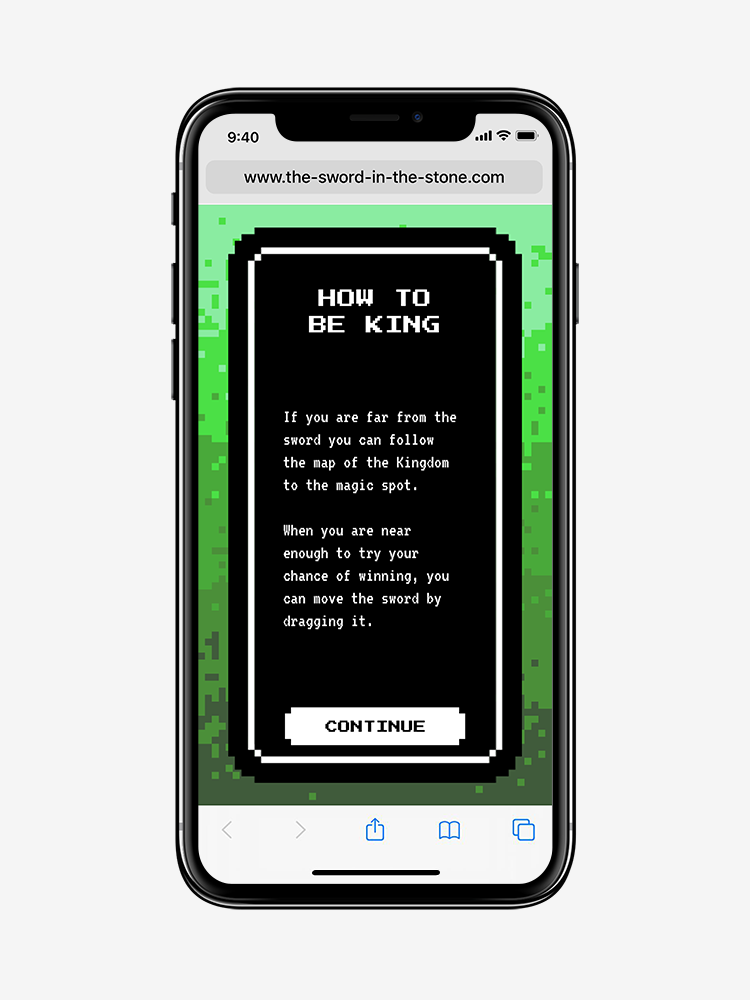 9:40
www.the-sword-in-the-stone.com
HOW TO
BE KING
If you are far from the
sword you can follow
the map of the Kingdom
to the magic spot.
When you are near
enough to try your
chance of winning, you
can move the sword by
dragging it.
CONTINUE